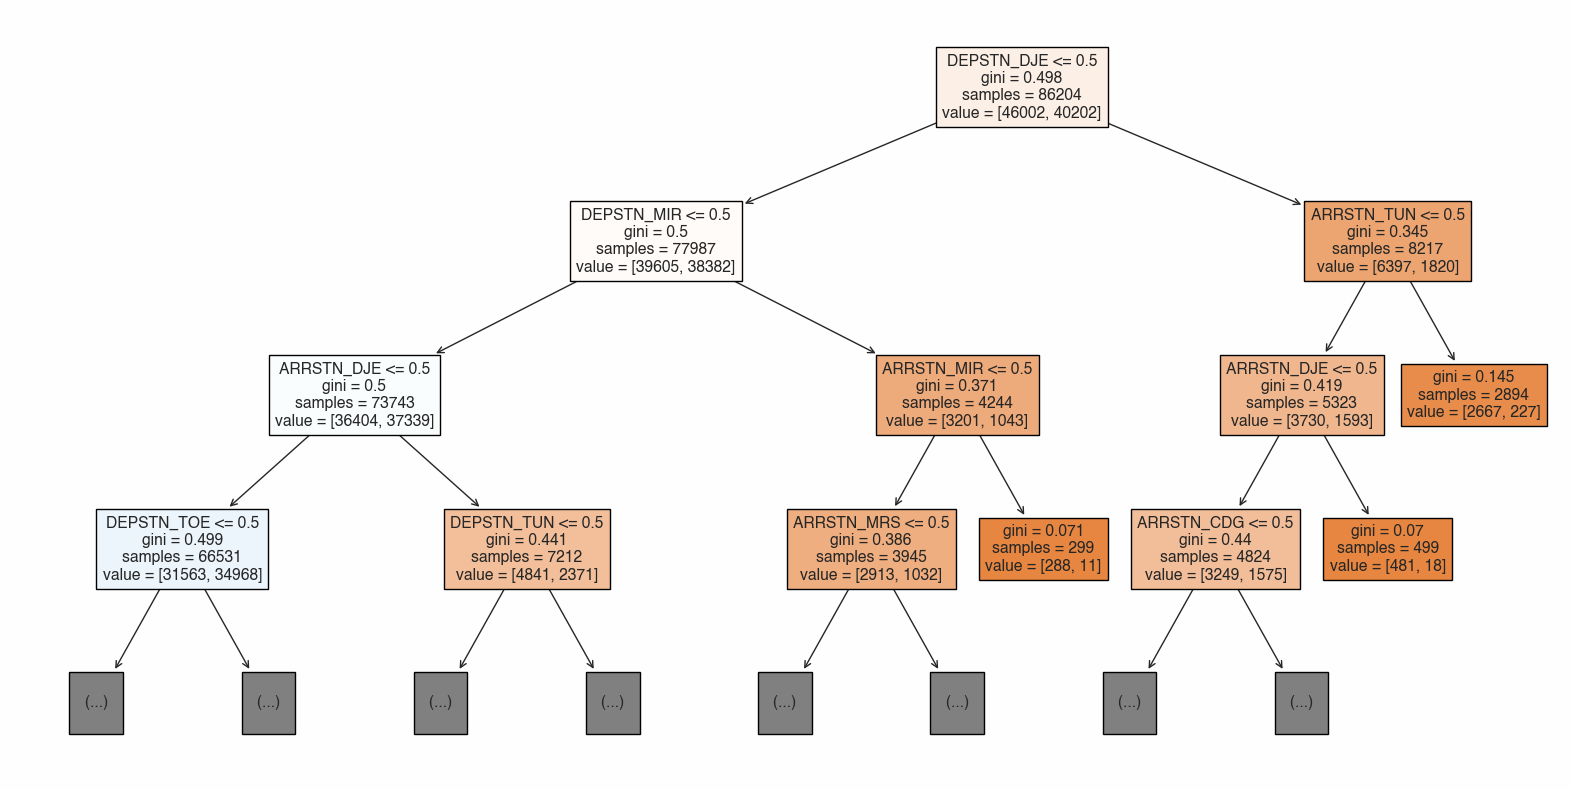 DEPSTN_DJE <= 0.5
gini = 0.498
samples = 86204
value = [46002, 40202]
DEPSTN_MIR <= 0.5
gini = 0.5
samples = 77987
value = [39605, 38382]
ARRSTN_TUN <= 0.5
gini = 0.345
samples = 8217
value = [6397, 1820]
ARRSTN_DJE <= 0.5
gini = 0.5
samples = 73743
value = [36404, 37339]
ARRSTN_MIR <= 0.5
gini = 0.371
samples = 4244
value = [3201, 1043]
ARRSTN_DJE <= 0.5
gini = 0.419
samples = 5323
value = [3730, 1593]
gini = 0.145
samples = 2894
value = [2667, 227]
DEPSTN_TOE <= 0.5
gini = 0.499
samples = 66531
value = [31563, 34968]
DEPSTN_TUN <= 0.5
gini = 0.441
samples = 7212
value = [4841, 2371]
ARRSTN_MRS <= 0.5
gini = 0.386
samples = 3945
value = [2913, 1032]
gini = 0.071
samples = 299
value = [288, 11]
ARRSTN_CDG <= 0.5
gini = 0.44
samples = 4824
value = [3249, 1575]
gini = 0.07
samples = 499
value = [481, 18]
(...)
(...)
(...)
(...)
(...)
(...)
(...)
(...)